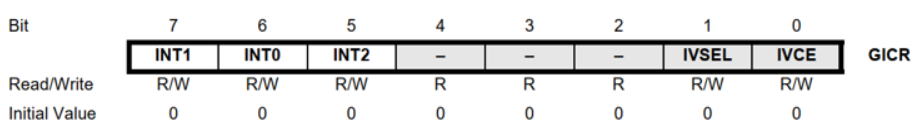 Bit 7 6 5 4 3 2 1 0
INT1 INT0 INT2 – – – IVSEL IVCE GICR
Read/Write R/W R/W R/W R R R R/W R/W
Initial Value 0 0 0 0 0 0 0 0